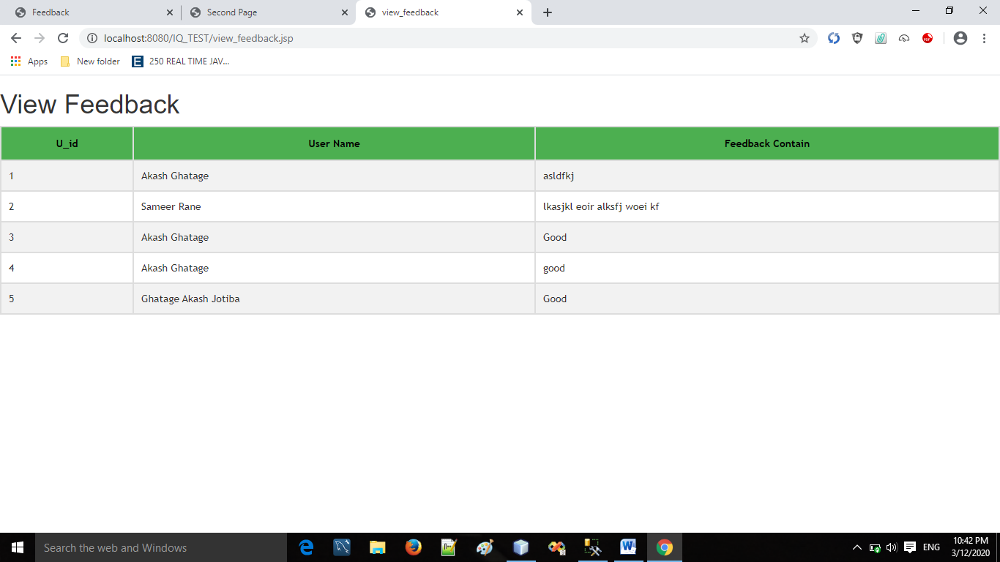 Feedback Second Page view_feedback
localhost:8080/IQ_TEST/view_feedback.jsp
Apps New folder 250 REAL TIME JAV...
View Feedback
U_id User Name Feedback Contain
1 Akash Ghatage asldfkj
2 Sameer Rane lkasjkl eoir alksfj woei kf
3 Akash Ghatage Good
4 Akash Ghatage good
5 Ghatage Akash Jotiba Good
Search the web and Windows
ENG
10:42 PM
3/12/2020